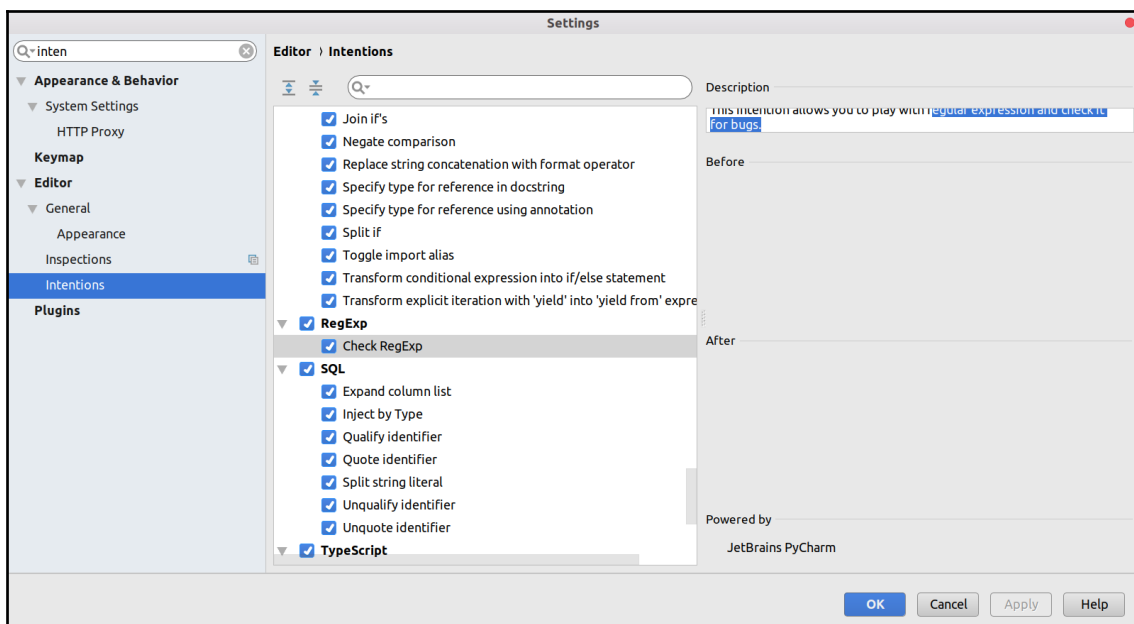 Settings
inten
Appearance & Behavior
System Settings
HTTP Proxy
Keymap
Editor
General
Appearance
Inspections
Intentions
Plugins
Editor › Intentions
Join if's
Negate comparison
Replace string concatenation with format operator
Specify type for reference in docstring
Specify type for reference using annotation
Split if
Toggle import alias
Transform conditional expression into if/else statement
Transform explicit iteration with 'yield' into 'yield from' expre
RegExp
Check RegExp
SQL
Expand column list
Inject by Type
Qualify identifier
Quote identifier
Split string literal
Unqualify identifier
Unquote identifier
TypeScript
Description
This intention allows you to play with regular expression and check it
for bugs.
Before
After
Powered by
JetBrains PyCharm
OK
Cancel
Apply
Help